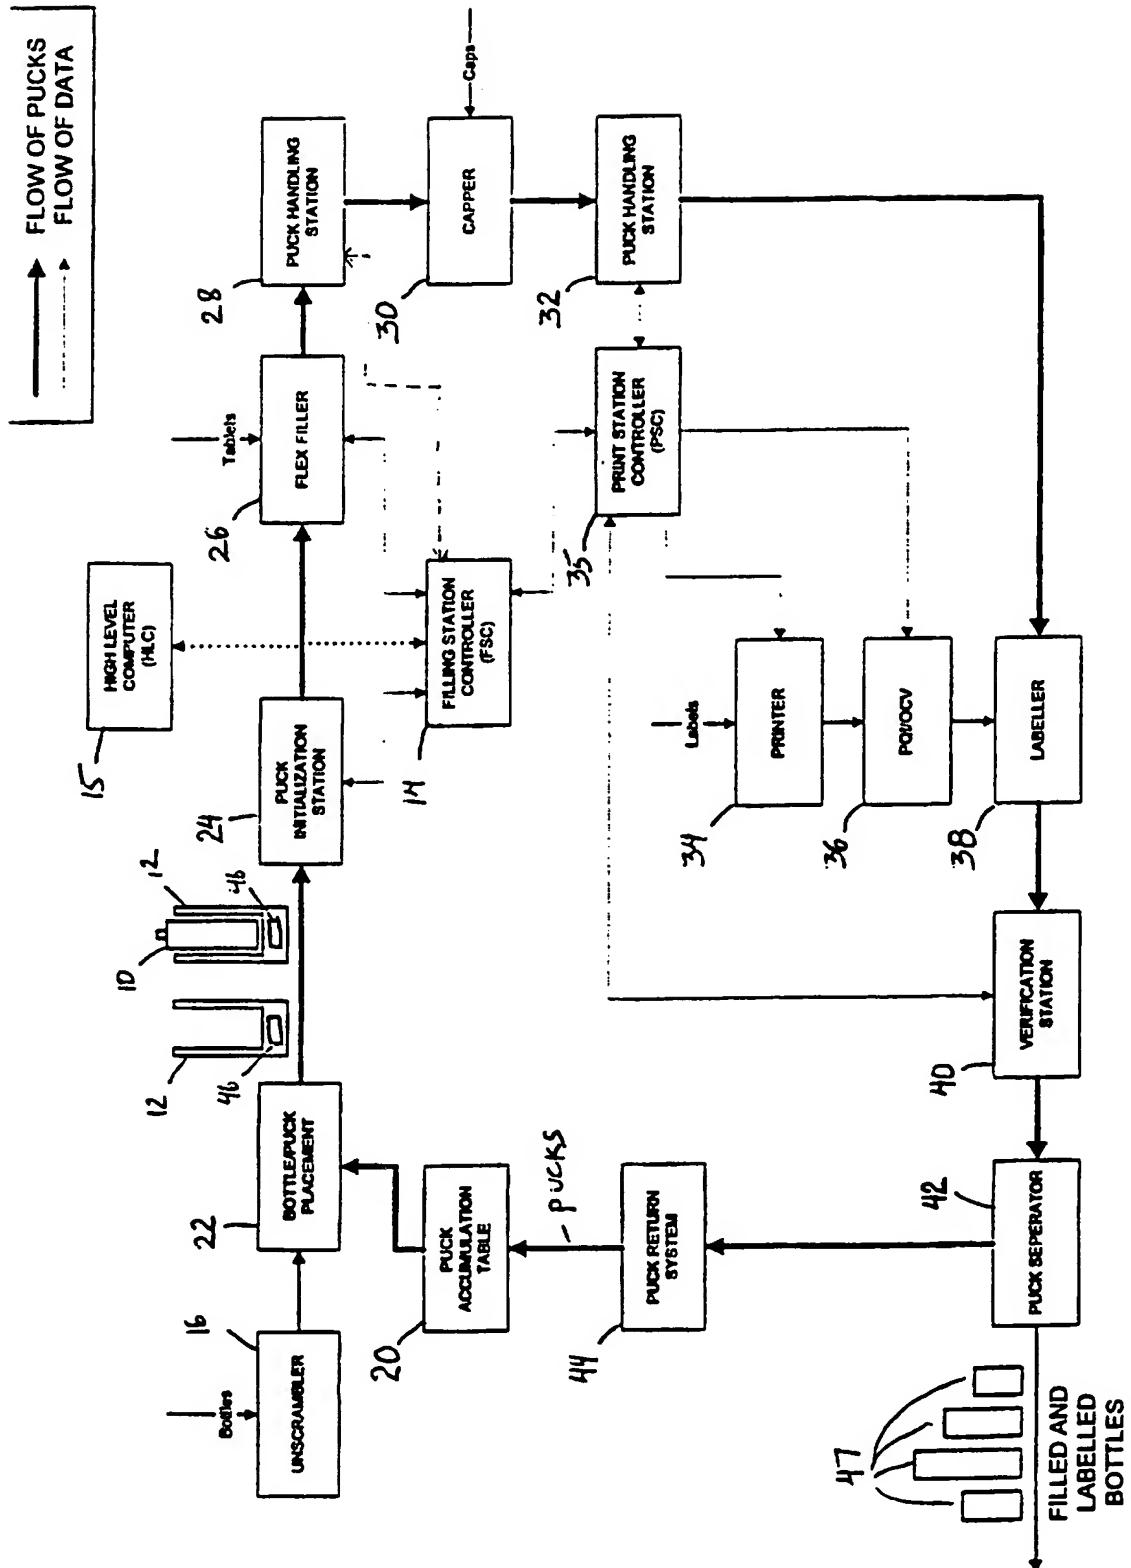 FLOW OF PUCKS
FLOW OF DATA
Bottles
16
UNSCRAMBLER
22
BOTTLE/PUCK
PLACEMENT
12
46
10
12
46
24
PUCK
INITIALIZATION
STATION
15
HIGH LEVEL
COMPUTER
(HLC)
Tablets
26
FLEX FILLER
28
PUCK HANDLING
STATION
14
FILLING STATION
CONTROLLER
(FSC)
Caps
30
CAPPER
32
PUCK HANDLING
STATION
35
PRINT STATION
CONTROLLER
(PSC)
20
PUCK
ACCUMULATION
TABLE
pucks
44
PUCK RETURN
SYSTEM
Labels
34
PRINTER
36
PQI/OCV
38
LABELLER
40
VERIFICATION
STATION
42
PUCK SEPERATOR
47
FILLED AND
LABELLED
BOTTLES